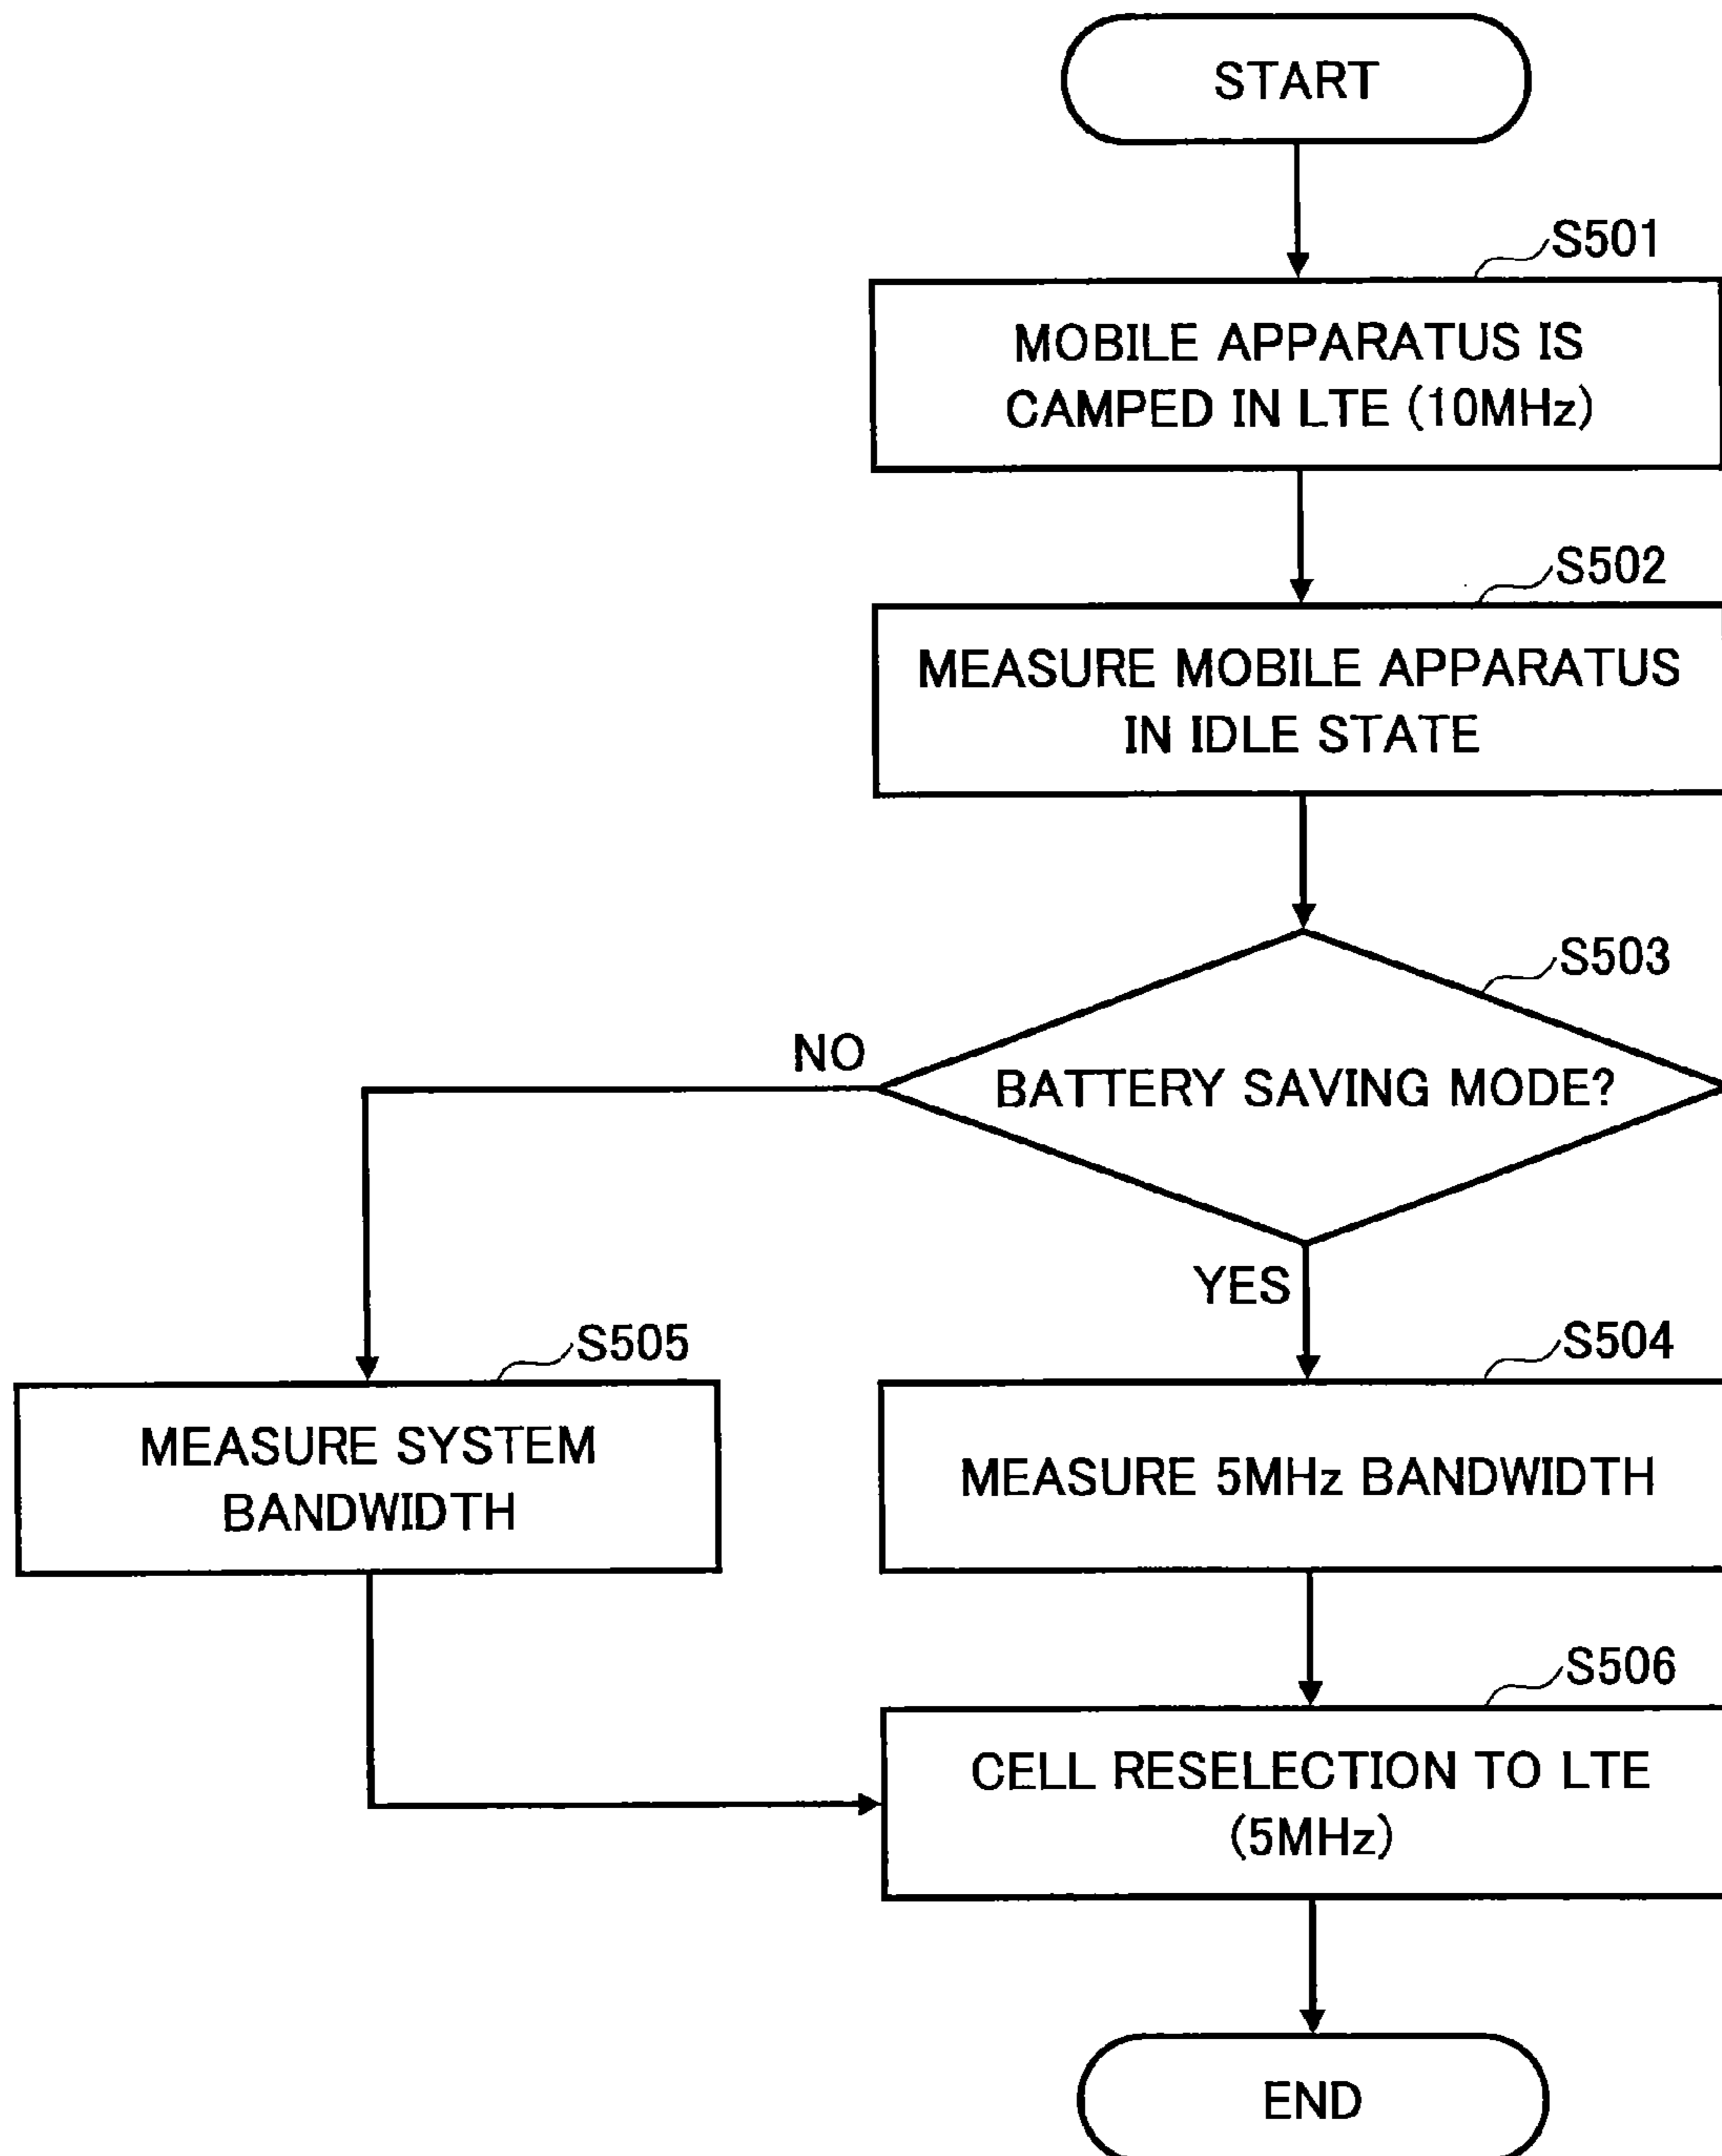 START
S501
MOBILE APPARATUS IS
CAMPED IN LTE (10MHz)
S502
MEASURE MOBILE APPARATUS
IN IDLE STATE
S503
NO
BATTERY SAVING MODE?
YES
S505
S504
MEASURE SYSTEM
BANDWIDTH
MEASURE 5MHz BANDWIDTH
S506
CELL RESELECTION TO LTE
(5MHz)
END